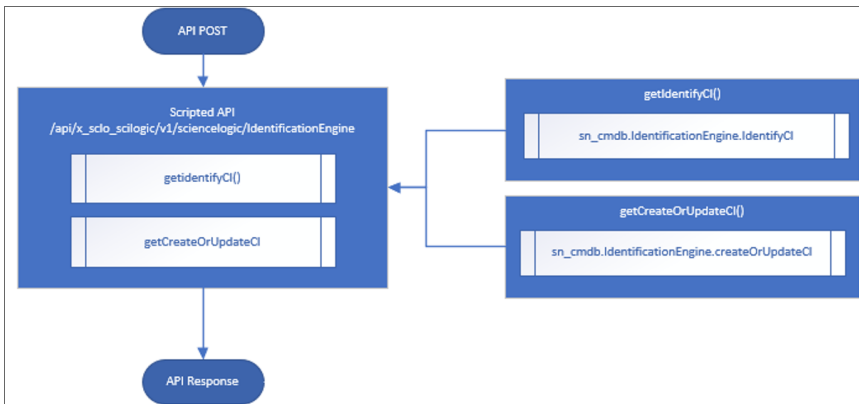 API POST
Scripted API
/api/x_sclo_scilogic/v1/sciencelogic/IdentificationEngine
getidentifyCI()
getCreateOrUpdateCI
getIdentifyCI()
sn_cmdb.IdentificationEngine.IdentifyCI
getCreateOrUpdateCI()
sn_cmdb.IdentificationEngine.createOrUpdateCI
API Response